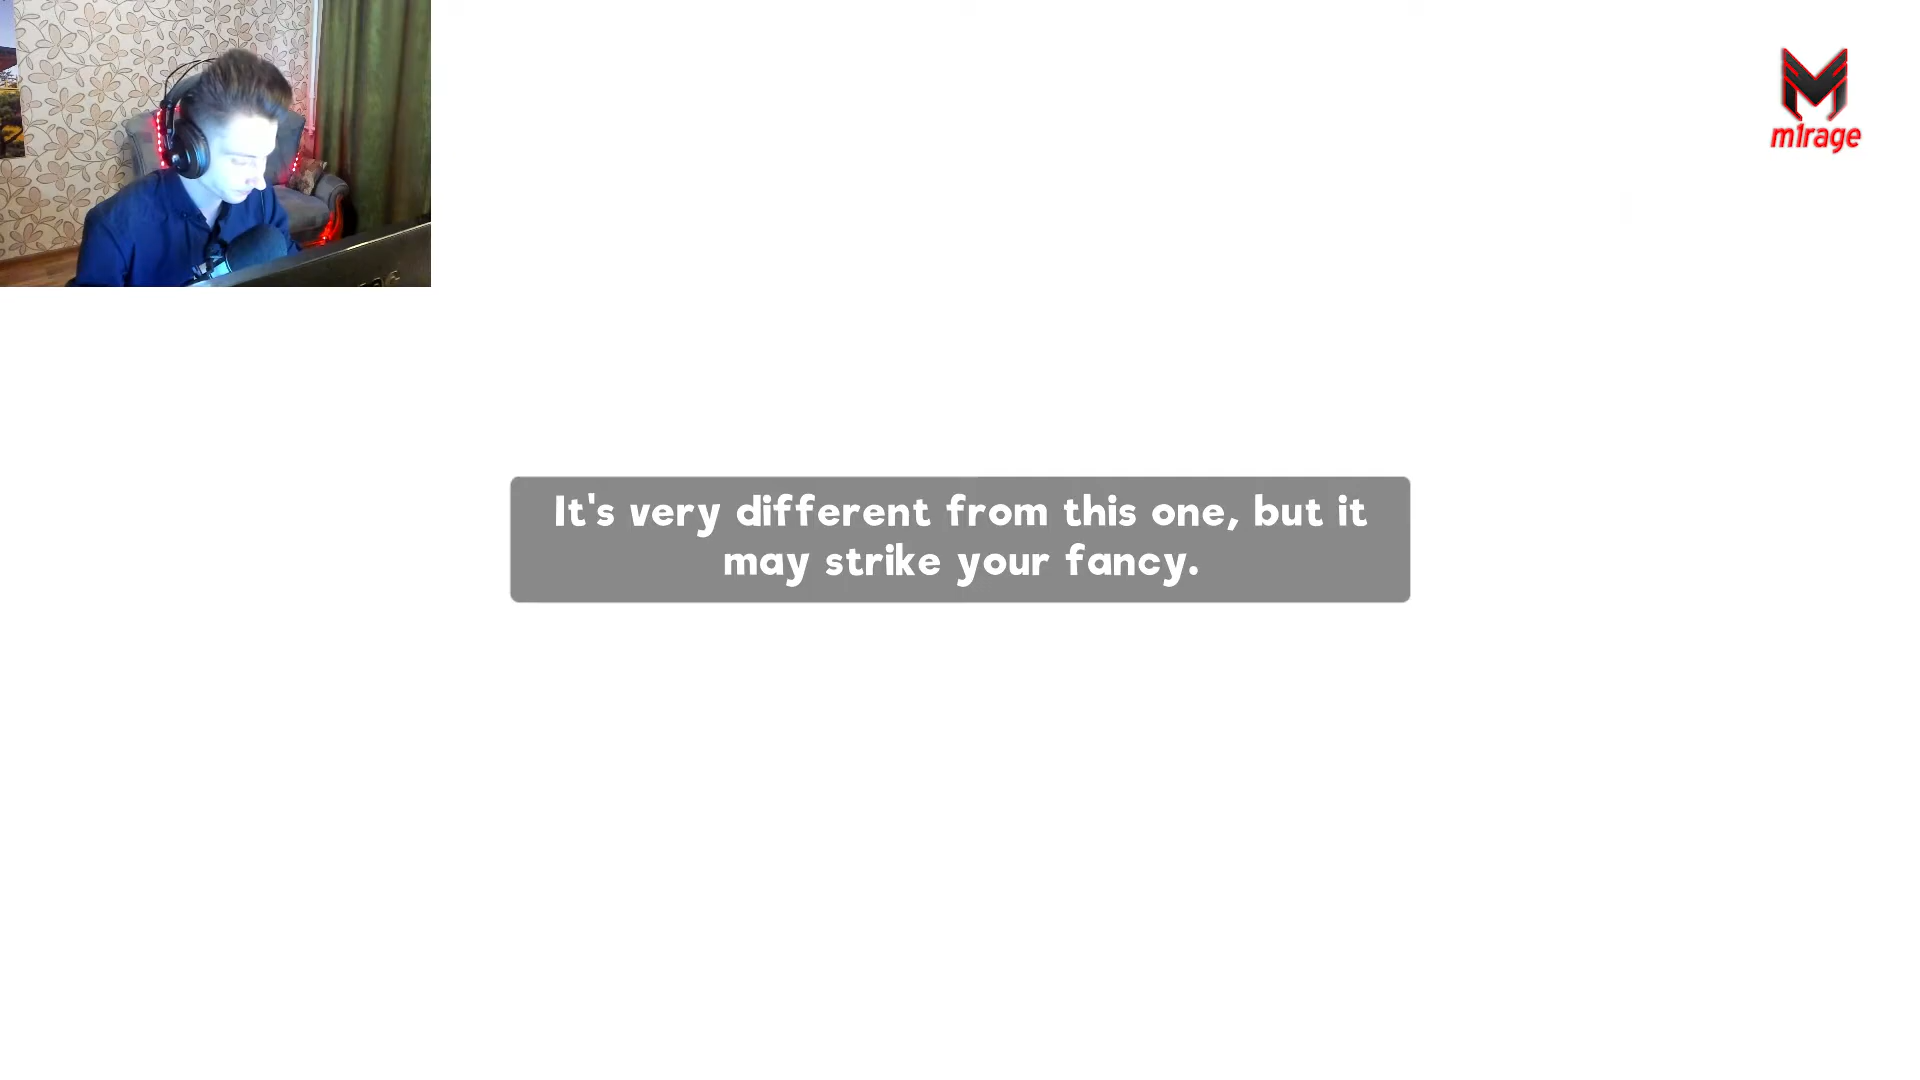 m1rage
It's very different from this one, but it
may strike your fancy.